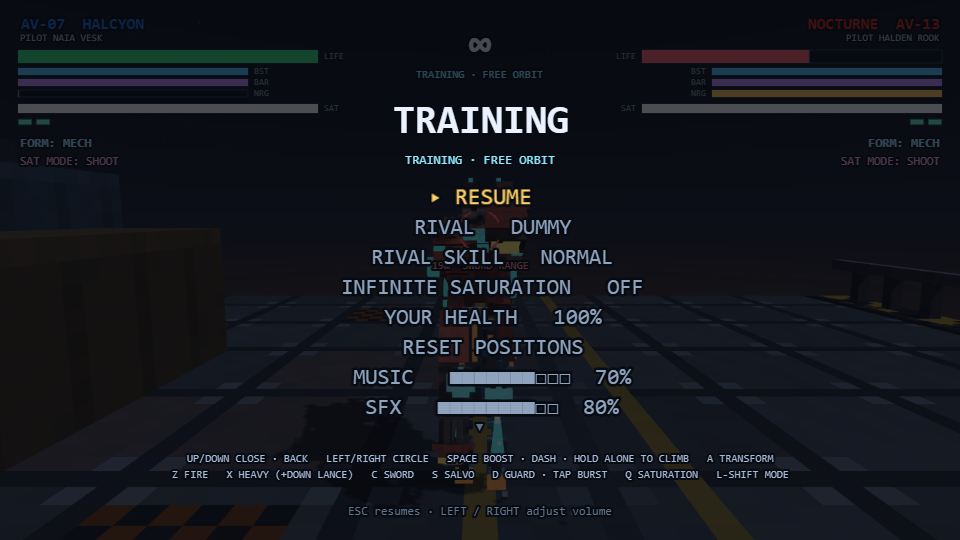 AV-07 HALCYON
PILOT NAIA VESK
LIFE
BST
BAR
NRG
SAT
FORM: MECH
SAT MODE: SHOOT
∞
TRAINING · FREE ORBIT
NOCTURNE AV-13
PILOT HALDEN ROOK
LIFE
BST
BAR
NRG
SAT
FORM: MECH
SAT MODE: SHOOT
TRAINING
TRAINING · FREE ORBIT
▸ RESUME
RIVAL DUMMY
RIVAL SKILL NORMAL
INFINITE SATURATION OFF
YOUR HEALTH 100%
RESET POSITIONS
MUSIC ■■■■■■■□□□ 70%
SFX ■■■■■■■■□□ 80%
▼
UP/DOWN CLOSE · BACK LEFT/RIGHT CIRCLE SPACE BOOST · DASH · HOLD ALONE TO CLIMB A TRANSFORM
Z FIRE X HEAVY (+DOWN LANCE) C SWORD S SALVO D GUARD · TAP BURST Q SATURATION L-SHIFT MODE
ESC resumes · LEFT / RIGHT adjust volume